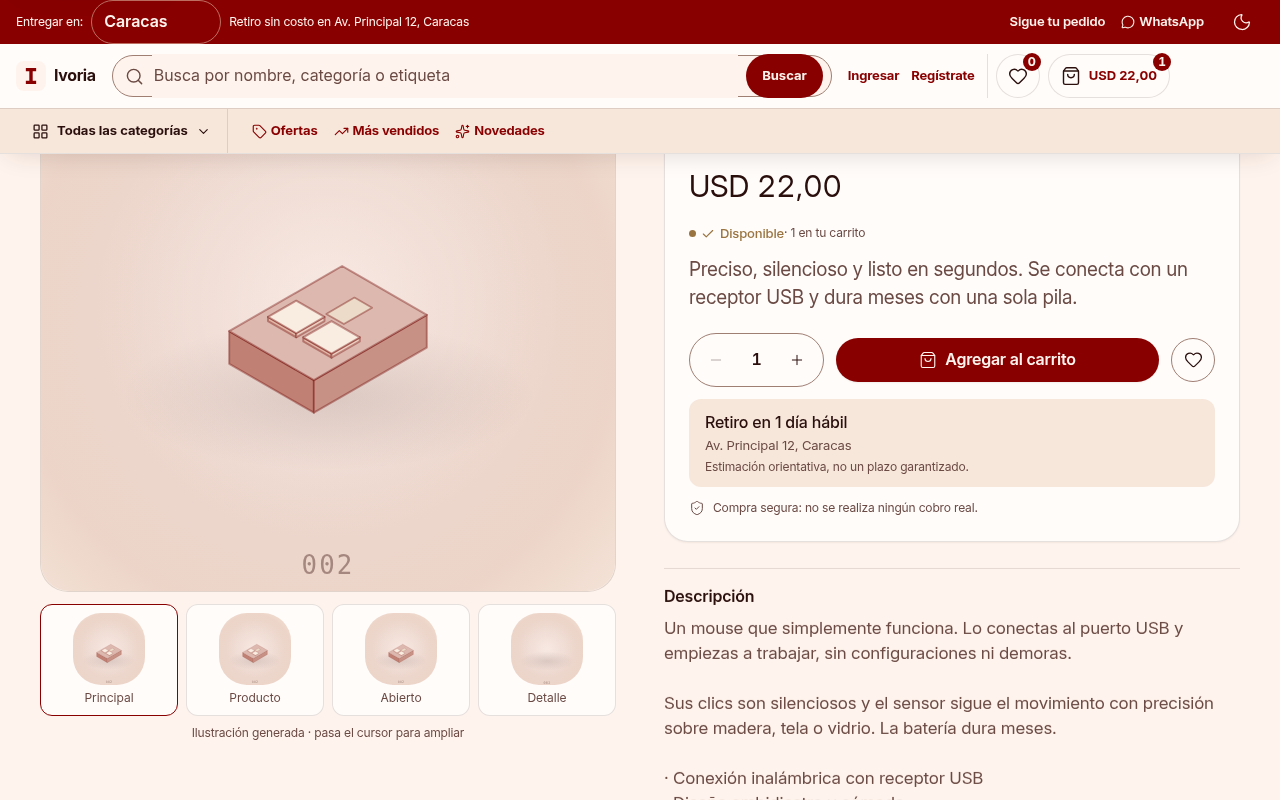 Entregar en: Caracas Retiro sin costo en Av. Principal 12, Caracas Sigue tu pedido WhatsApp
I Ivoria Busca por nombre, categoría o etiqueta Buscar Ingresar Regístrate 0 USD 22,00 1
Todas las categorías Ofertas Más vendidos Novedades
002
Principal Producto Abierto Detalle
Ilustración generada · pasa el cursor para ampliar
USD 22,00
Disponible · 1 en tu carrito
Preciso, silencioso y listo en segundos. Se conecta con un
receptor USB y dura meses con una sola pila.
1 Agregar al carrito
Retiro en 1 día hábil
Av. Principal 12, Caracas
Estimación orientativa, no un plazo garantizado.
Compra segura: no se realiza ningún cobro real.
Descripción
Un mouse que simplemente funciona. Lo conectas al puerto USB y
empiezas a trabajar, sin configuraciones ni demoras.
Sus clics son silenciosos y el sensor sigue el movimiento con precisión
sobre madera, tela o vidrio. La batería dura meses.
· Conexión inalámbrica con receptor USB